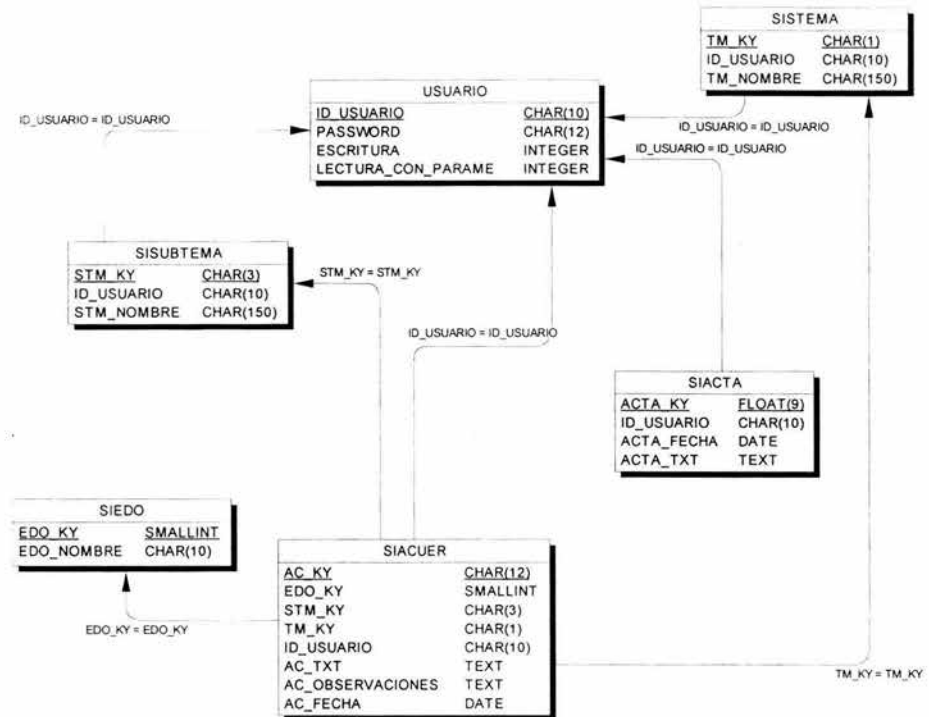 SISTEMA
TM_KY CHAR(1)
ID_USUARIO CHAR(10)
TM_NOMBRE CHAR(150)
USUARIO
ID_USUARIO CHAR(10)
PASSWORD CHAR(12)
ESCRITURA INTEGER
LECTURA_CON_PARAME INTEGER
ID_USUARIO = ID_USUARIO
ID_USUARIO = ID_USUARIO
ID_USUARIO = ID_USUARIO
SISUBTEMA
STM_KY CHAR(3)
ID_USUARIO CHAR(10)
STM_NOMBRE CHAR(150)
STM_KY = STM_KY
ID_USUARIO = ID_USUARIO
SIACTA
ACTA_KY FLOAT(9)
ID_USUARIO CHAR(10)
ACTA_FECHA DATE
ACTA_TXT TEXT
SIEDO
EDO_KY SMALLINT
EDO_NOMBRE CHAR(10)
EDO_KY = EDO_KY
SIACUER
AC_KY CHAR(12)
EDO_KY SMALLINT
STM_KY CHAR(3)
TM_KY CHAR(1)
ID_USUARIO CHAR(10)
AC_TXT TEXT
AC_OBSERVACIONES TEXT
AC_FECHA DATE
TM_KY = TM_KY